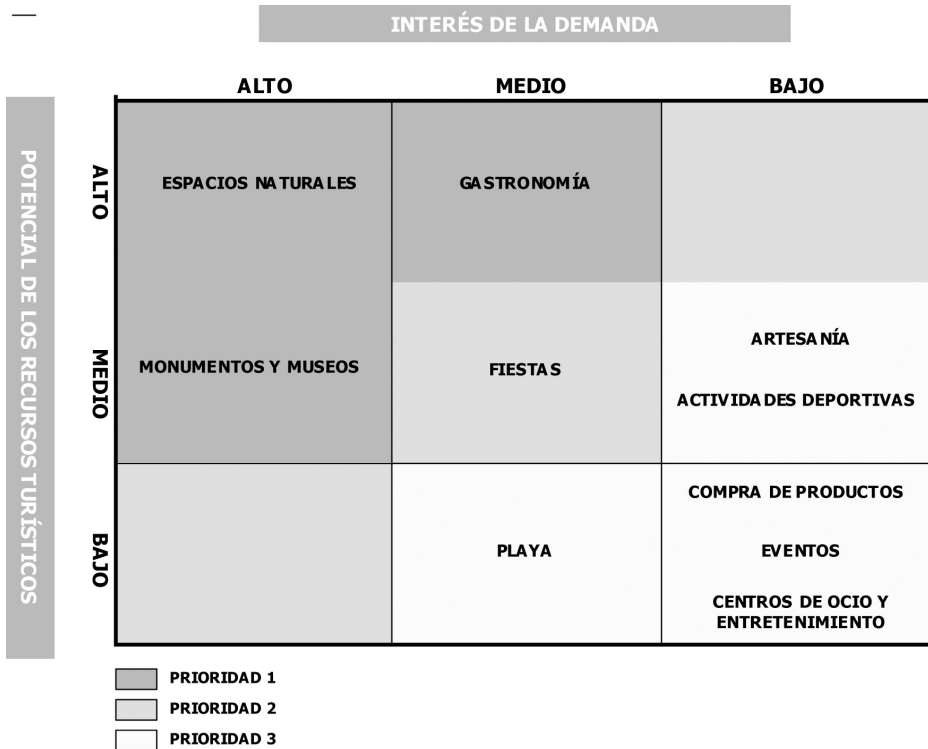 INTERÉS DE LA DEMANDA
ALTO MEDIO BAJO
POTENCIAL DE LOS RECURSOS TURÍSTICOS
ALTO
ESPACIOS NATURALES
GASTRONOMÍA
MEDIO
MONUMENTOS Y MUSEOS
FIESTAS
ARTESANÍA
ACTIVIDADES DEPORTIVAS
BAJO
PLAYA
COMPRA DE PRODUCTOS
EVENTOS
CENTROS DE OCIO Y
ENTRETENIMIENTO
PRIORIDAD 1
PRIORIDAD 2
PRIORIDAD 3